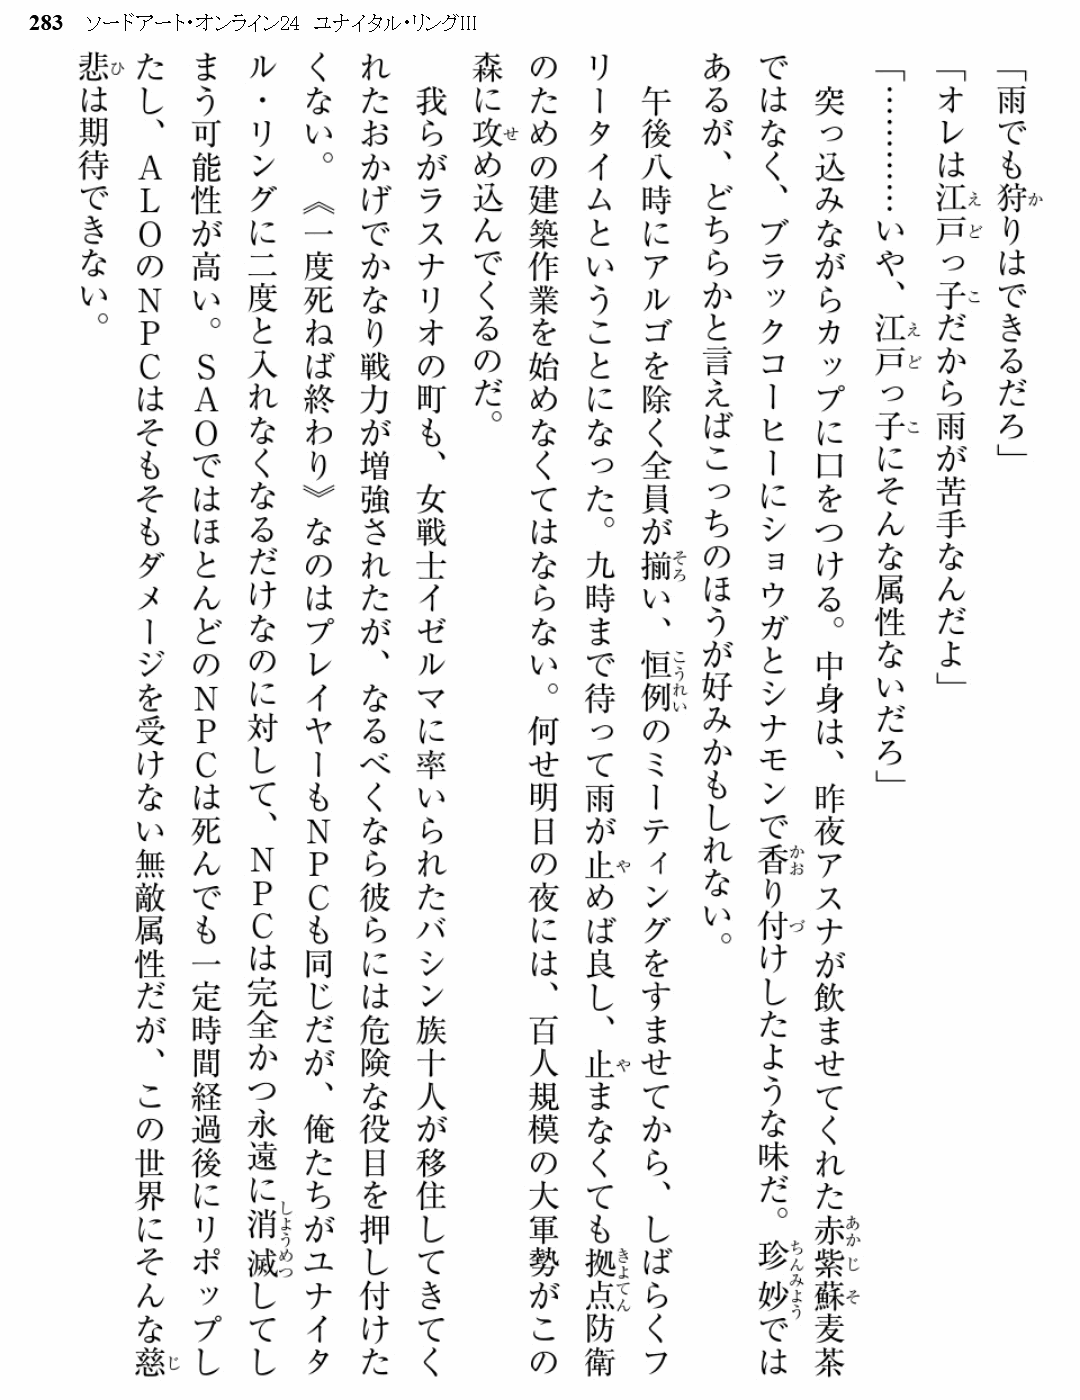 283 ソードアート・オンライン24 ユナイタル・リングIII
「雨でも狩りはできるだろ」
「オレは江戸っ子だから雨が苦手なんだよ」
「…………いや、江戸っ子にそんな属性ないだろ」
　突っ込みながらカップに口をつける。中身は、昨夜アスナが飲ませてくれた赤紫蘇麦茶
ではなく、ブラックコーヒーにショウガとシナモンで香り付けしたような味だ。珍妙では
あるが、どちらかと言えばこっちのほうが好みかもしれない。
　午後八時にアルゴを除く全員が揃い、恒例のミーティングをすませてから、しばらくフ
リータイムということになった。九時まで待って雨が止めば良し、止まなくても拠点防衛
のための建築作業を始めなくてはならない。何せ明日の夜には、百人規模の大軍勢がこの
森に攻め込んでくるのだ。
　我らがラスナリオの町も、女戦士イゼルマに率いられたバシン族十人が移住してきてく
れたおかげでかなり戦力が増強されたが、なるべくなら彼らには危険な役目を押し付けた
くない。《一度死ねば終わり》なのはプレイヤーもＮＰＣも同じだが、俺たちがユナイタ
ル・リングに二度と入れなくなるだけなのに対して、ＮＰＣは完全かつ永遠に消滅してし
まう可能性が高い。ＳＡＯではほとんどのＮＰＣは死んでも一定時間経過後にリポップし
たし、ＡＬＯのＮＰＣはそもそもダメージを受けない無敵属性だが、この世界にそんな慈
悲は期待できない。